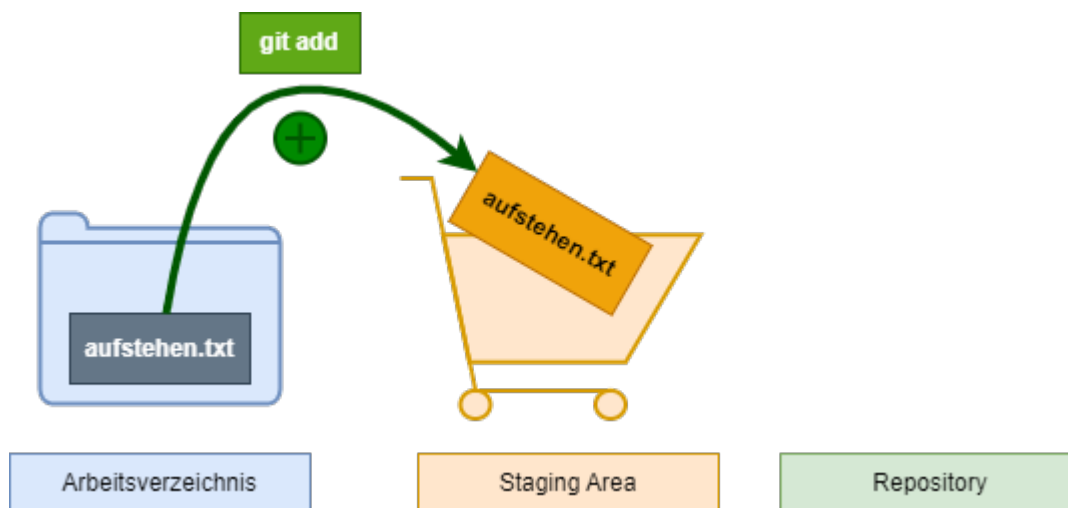 git add
aufstehen.txt
aufstehen.txt
Arbeitsverzeichnis
Staging Area
Repository